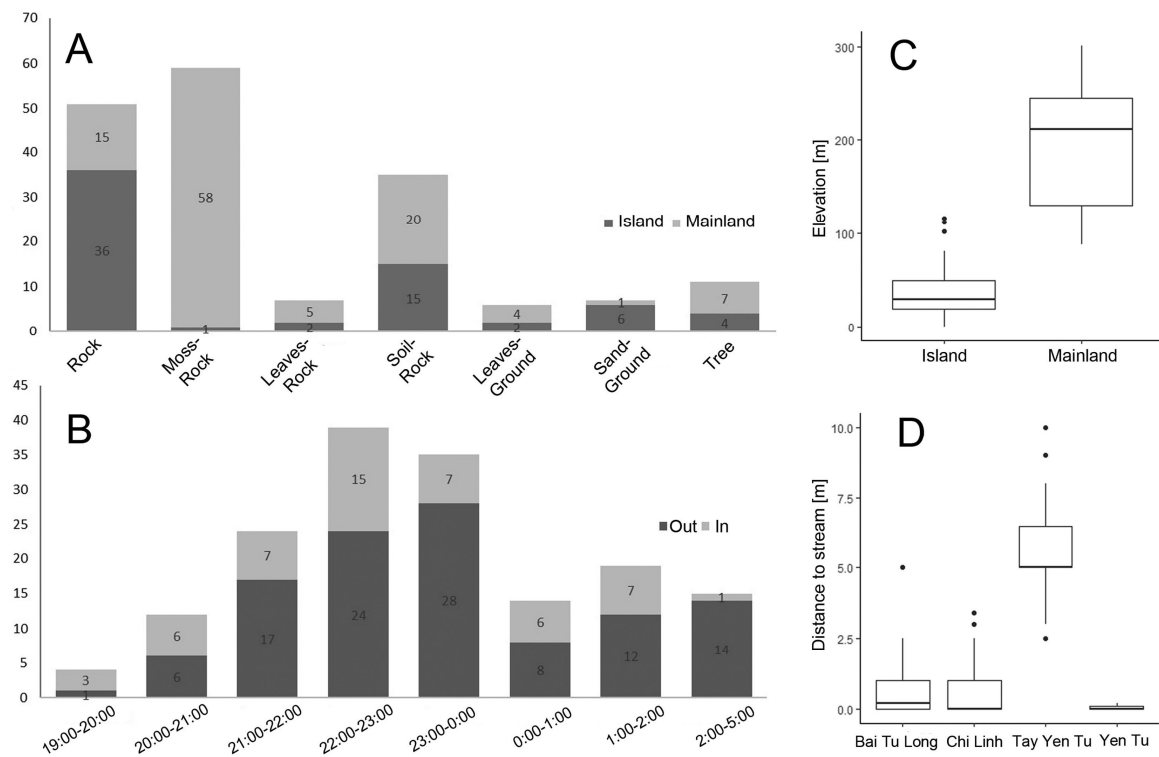 A
70
60
50
40
30
20
10
0
15
36
58
1
5
2
20
15
4
2
1
6
7
4
Island Mainland
Rock
Moss-
Rock
Leaves-
Rock
Soil-
Rock
Leaves-
Ground
Sand-
Ground
Tree
B
45
40
35
30
25
20
15
10
5
0
3
1
6
6
7
17
15
24
7
28
6
8
7
12
1
14
Out In
19:00-20:00
20:00-21:00
21:00-22:00
22:00-23:00
23:00-0:00
0:00-1:00
1:00-2:00
2:00-5:00
C
Elevation [m]
300
200
100
0
Island Mainland
D
Distance to stream [m]
10.0
7.5
5.0
2.5
0.0
Bai Tu Long Chi Linh Tay Yen Tu Yen Tu